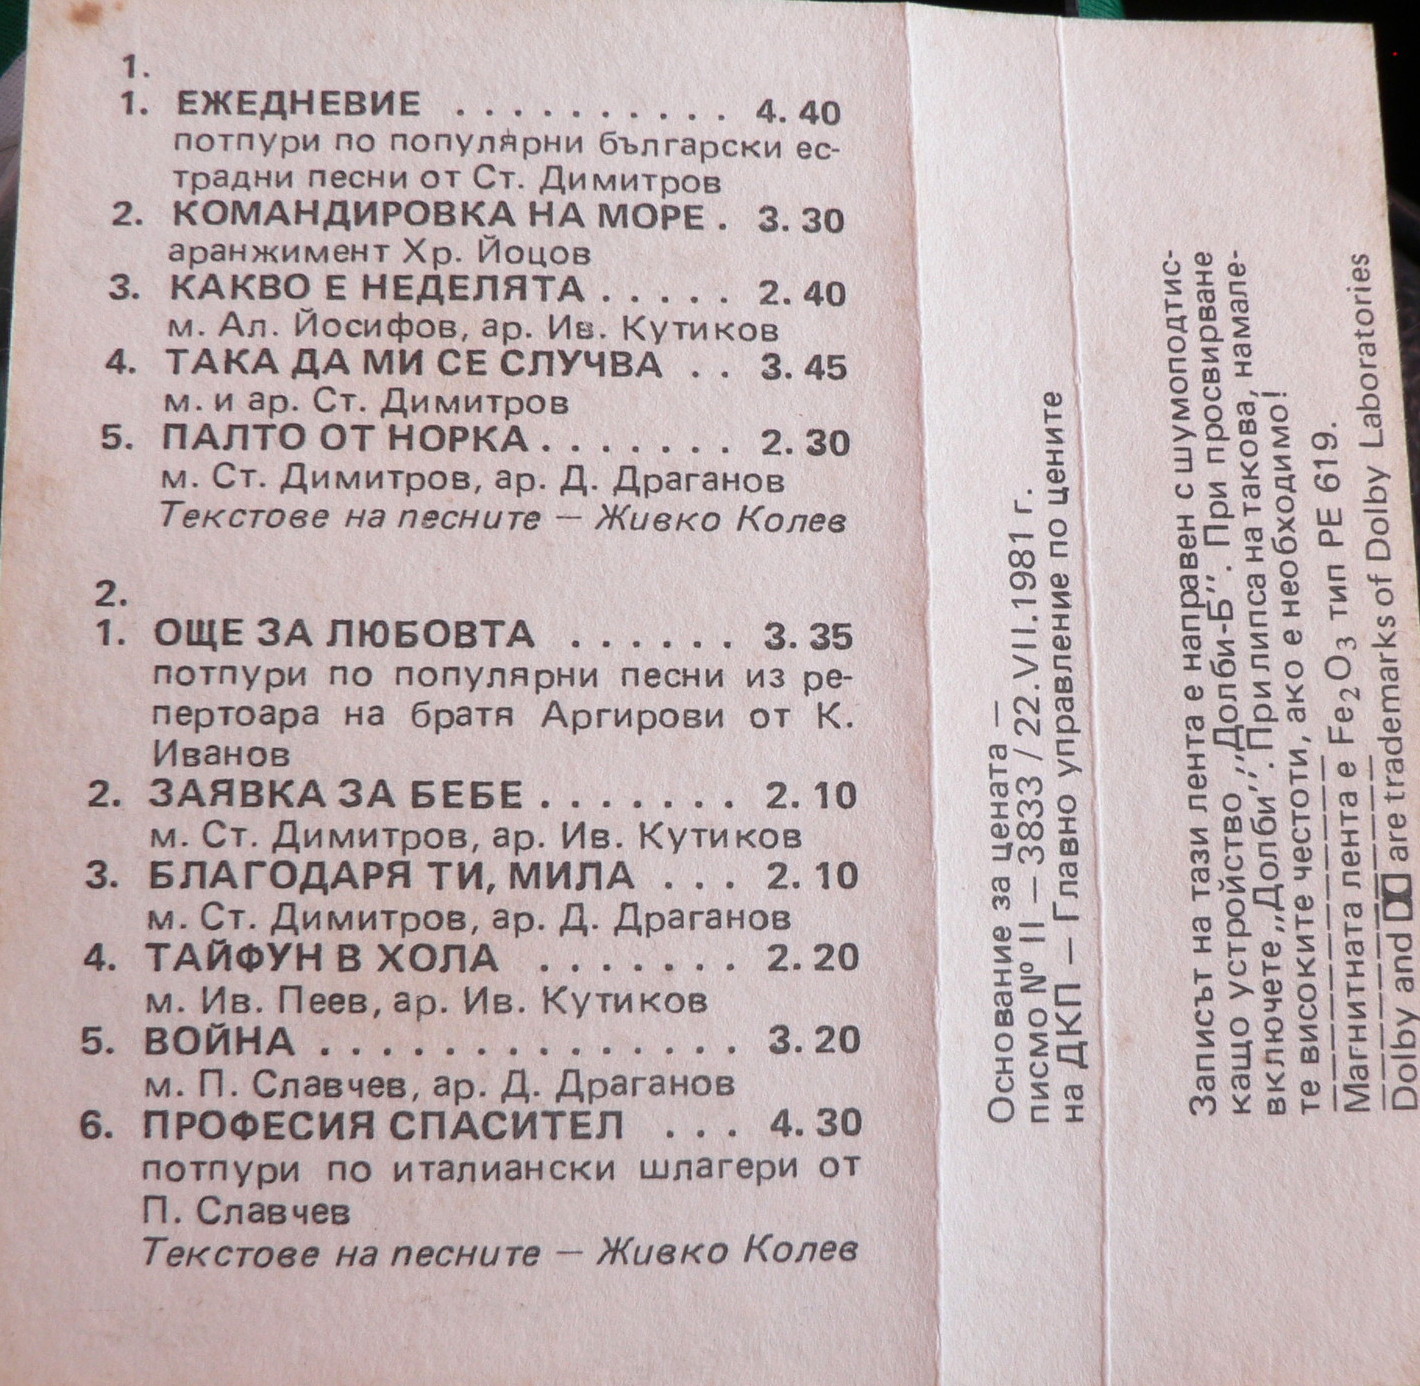 1.
1. ЕЖЕДНЕВИЕ . . . . . . . . . . . 4. 40
потпури по популярни български ес-
традни песни от Ст. Димитров
2. КОМАНДИРОВКА НА МОРЕ . 3. 30
аранжимент Хр. Йоцов
3. КАКВО Е НЕДЕЛЯТА . . . . . 2. 40
м. Ал. Йосифов, ар. Ив. Кутиков
4. ТАКА ДА МИ СЕ СЛУЧВА . . 3. 45
м. и ар. Ст. Димитров
5. ПАЛТО ОТ НОРКА . . . . . . . 2. 30
м. Ст. Димитров, ар. Д. Драганов
Текстове на песните — Живко Колев
2.
1. ОЩЕ ЗА ЛЮБОВТА . . . . . . 3. 35
потпури по популярни песни из ре-
пертоара на братя Аргирови от К.
Иванов
2. ЗАЯВКА ЗА БЕБЕ . . . . . . . 2. 10
м. Ст. Димитров, ар. Ив. Кутиков
3. БЛАГОДАРЯ ТИ, МИЛА . . . 2. 10
м. Ст. Димитров, ар. Д. Драганов
4. ТАЙФУН В ХОЛА . . . . . . . 2. 20
м. Ив. Пеев, ар. Ив. Кутиков
5. ВОЙНА . . . . . . . . . . . . . . 3. 20
м. П. Славчев, ар. Д. Драганов
6. ПРОФЕСИЯ СПАСИТЕЛ . . . 4. 30
потпури по италиански шлагери от
П. Славчев
Текстове на песните — Живко Колев
Основание за цената —
писмо № II — 3833 / 22.VII.1981 г.
на ДКП — Главно управление по цените
Записът на тази лента е направен с шумоподтис-
кащо устройство ,,Долби-Б''. При просвирване
включете ,,Долби''. При липса на такова, намале-
те високите честоти, ако е необходимо!
Магнитната лента е Fe₂O₃ тип PE 619.
Dolby and are trademarks of Dolby Laboratories